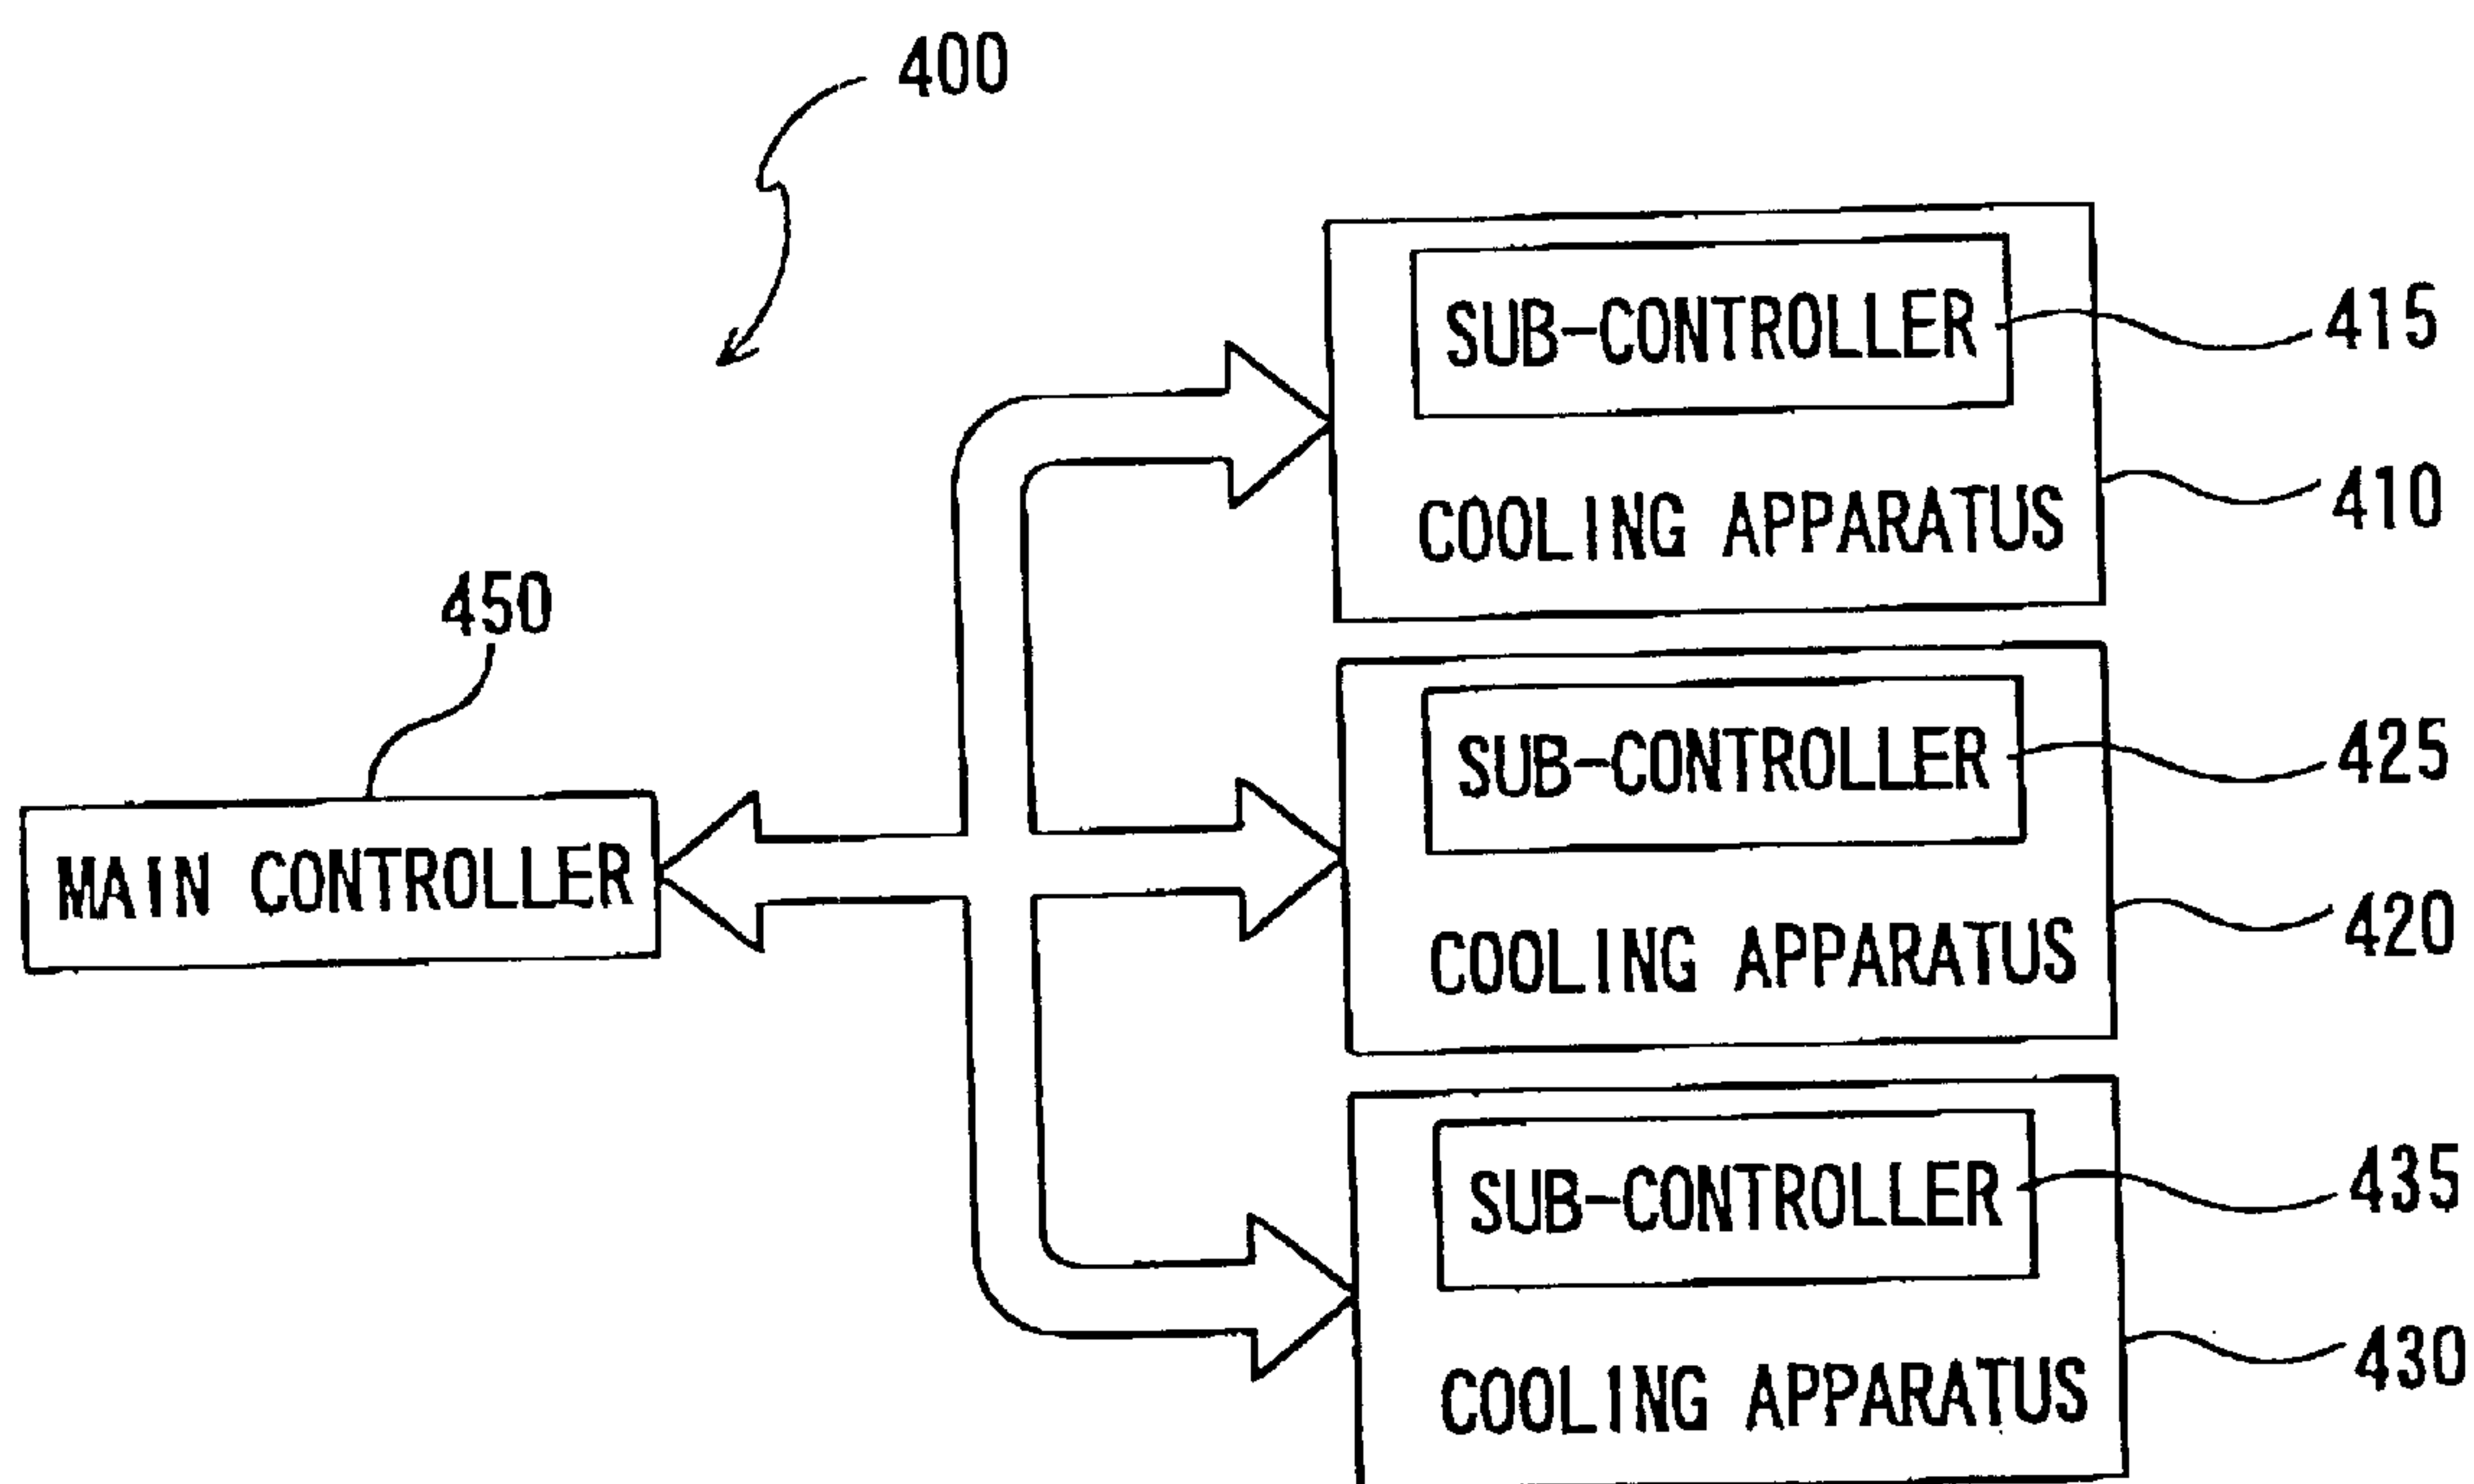 400
SUB-CONTROLLER
415
COOLING APPARATUS
410
450
MAIN CONTROLLER
SUB-CONTROLLER
425
COOLING APPARATUS
420
SUB-CONTROLLER
435
COOLING APPARATUS
430